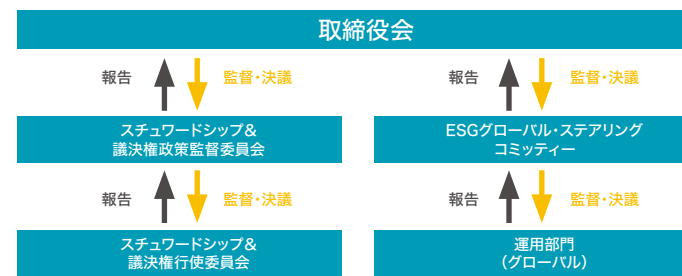 取締役会
報告
監督・決議
報告
監督・決議
スチュワードシップ＆
議決権政策監督委員会
ESGグローバル・ステアリング
コミッティー
報告
監督・決議
報告
監督・決議
スチュワードシップ＆
議決権行使委員会
運用部門
（グローバル）